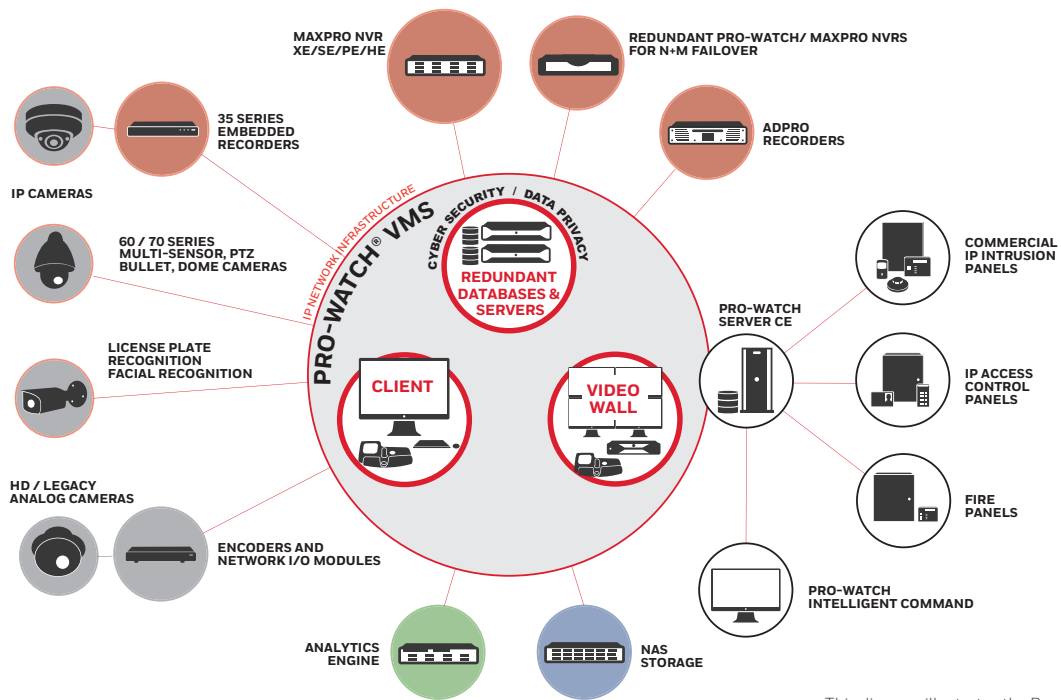 MAXPRO NVR
XE/SE/PE/HE
REDUNDANT PRO-WATCH/ MAXPRO NVRS
FOR N+M FAILOVER
35 SERIES
EMBEDDED
RECORDERS
ADPRO
RECORDERS
IP CAMERAS
60 / 70 SERIES
MULTI-SENSOR, PTZ
BULLET, DOME CAMERAS
LICENSE PLATE
RECOGNITION
FACIAL RECOGNITION
HD / LEGACY
ANALOG CAMERAS
ENCODERS AND
NETWORK I/O MODULES
IP NETWORK INFRASTRUCTURE
PRO-WATCH® VMS
CYBER SECURITY / DATA PRIVACY
REDUNDANT
DATABASES &
SERVERS
CLIENT
VIDEO
WALL
PRO-WATCH
SERVER CE
COMMERCIAL
IP INTRUSION
PANELS
IP ACCESS
CONTROL
PANELS
FIRE
PANELS
PRO-WATCH
INTELLIGENT COMMAND
ANALYTICS
ENGINE
NAS
STORAGE